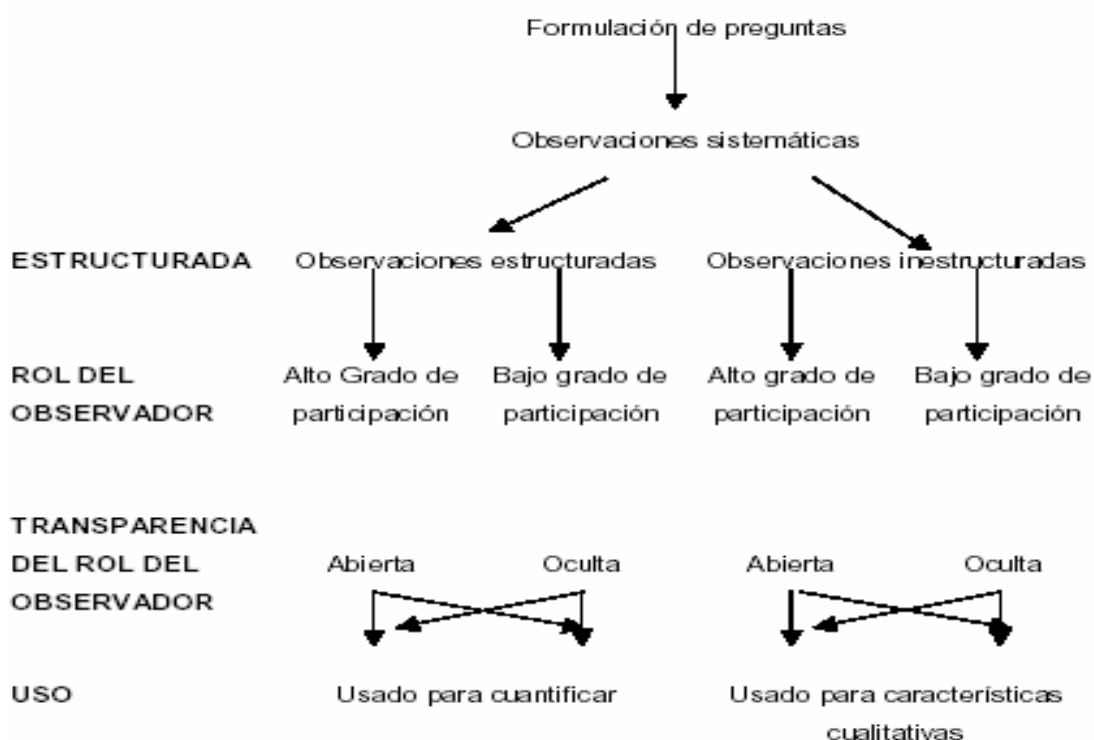 Formulación de preguntas
Observaciones sistemáticas
ESTRUCTURADA Observaciones estructuradas Observaciones inestructuradas
ROL DEL Alto Grado de Bajo grado de Alto grado de Bajo grado de
OBSERVADOR participación participación participación participación
TRANSPARENCIA
DEL ROL DEL Abierta Oculta Abierta Oculta
OBSERVADOR
USO Usado para cuantificar Usado para características
cualitativas